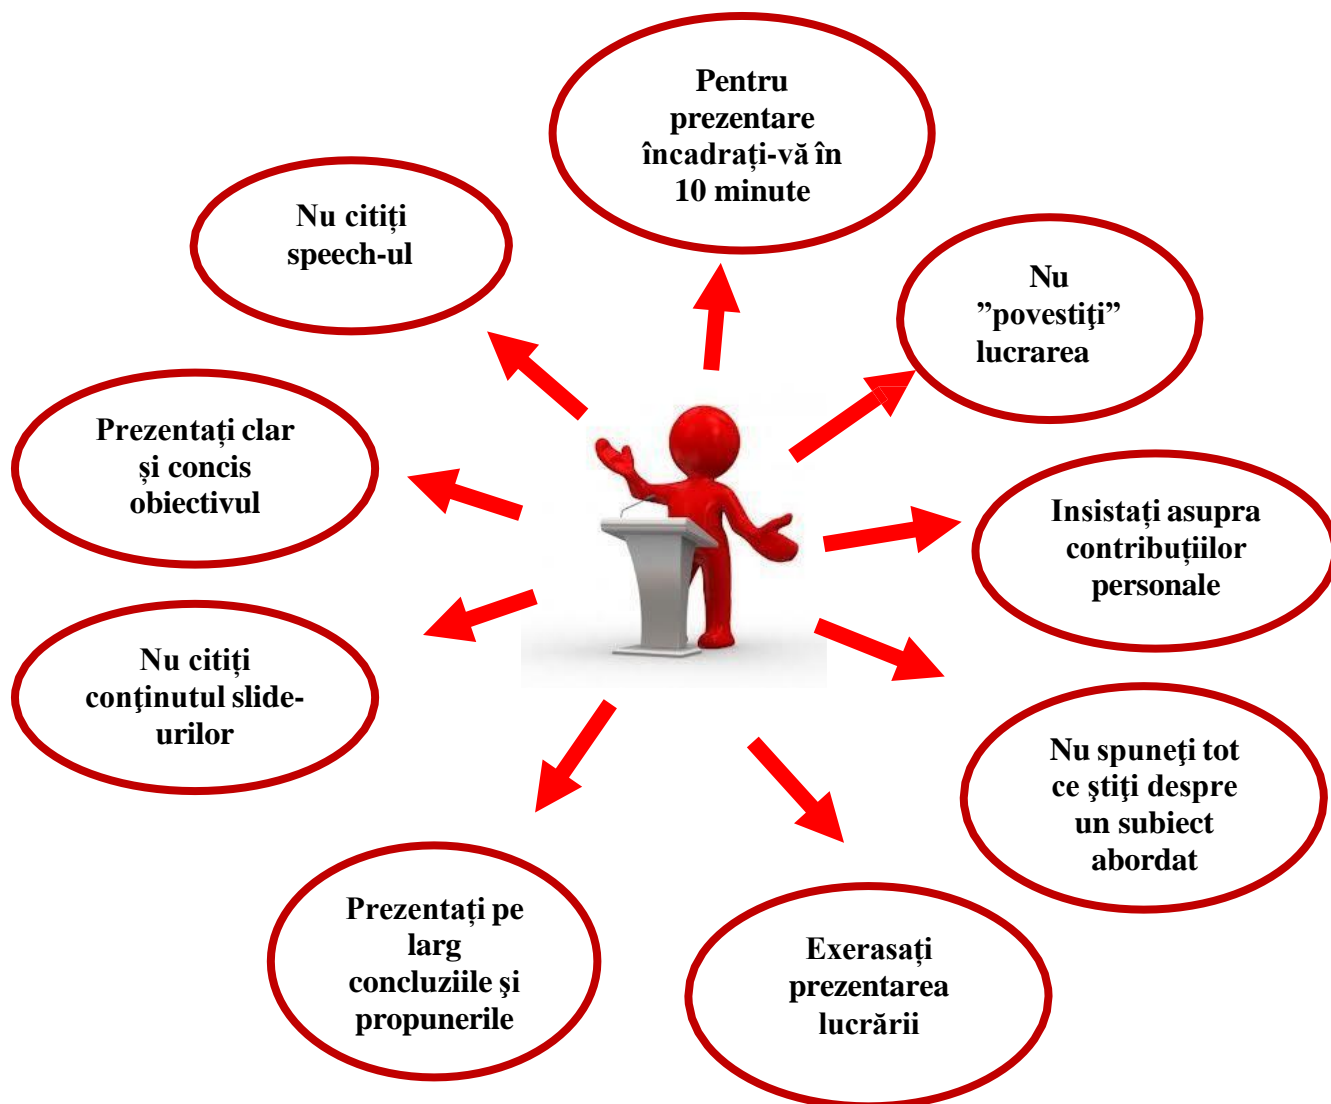 Pentru
prezentare
încadrați-vă în
10 minute
Nu citiți
speech-ul
Nu
”povestiţi”
lucrarea
Prezentați clar
și concis
obiectivul
Insistați asupra
contribuțiilor
personale
Nu citiți
conţinutul slide-
urilor
Nu spuneţi tot
ce ştiţi despre
un subiect
abordat
Prezentați pe
larg
concluziile şi
propunerile
Exerasați
prezentarea
lucrării